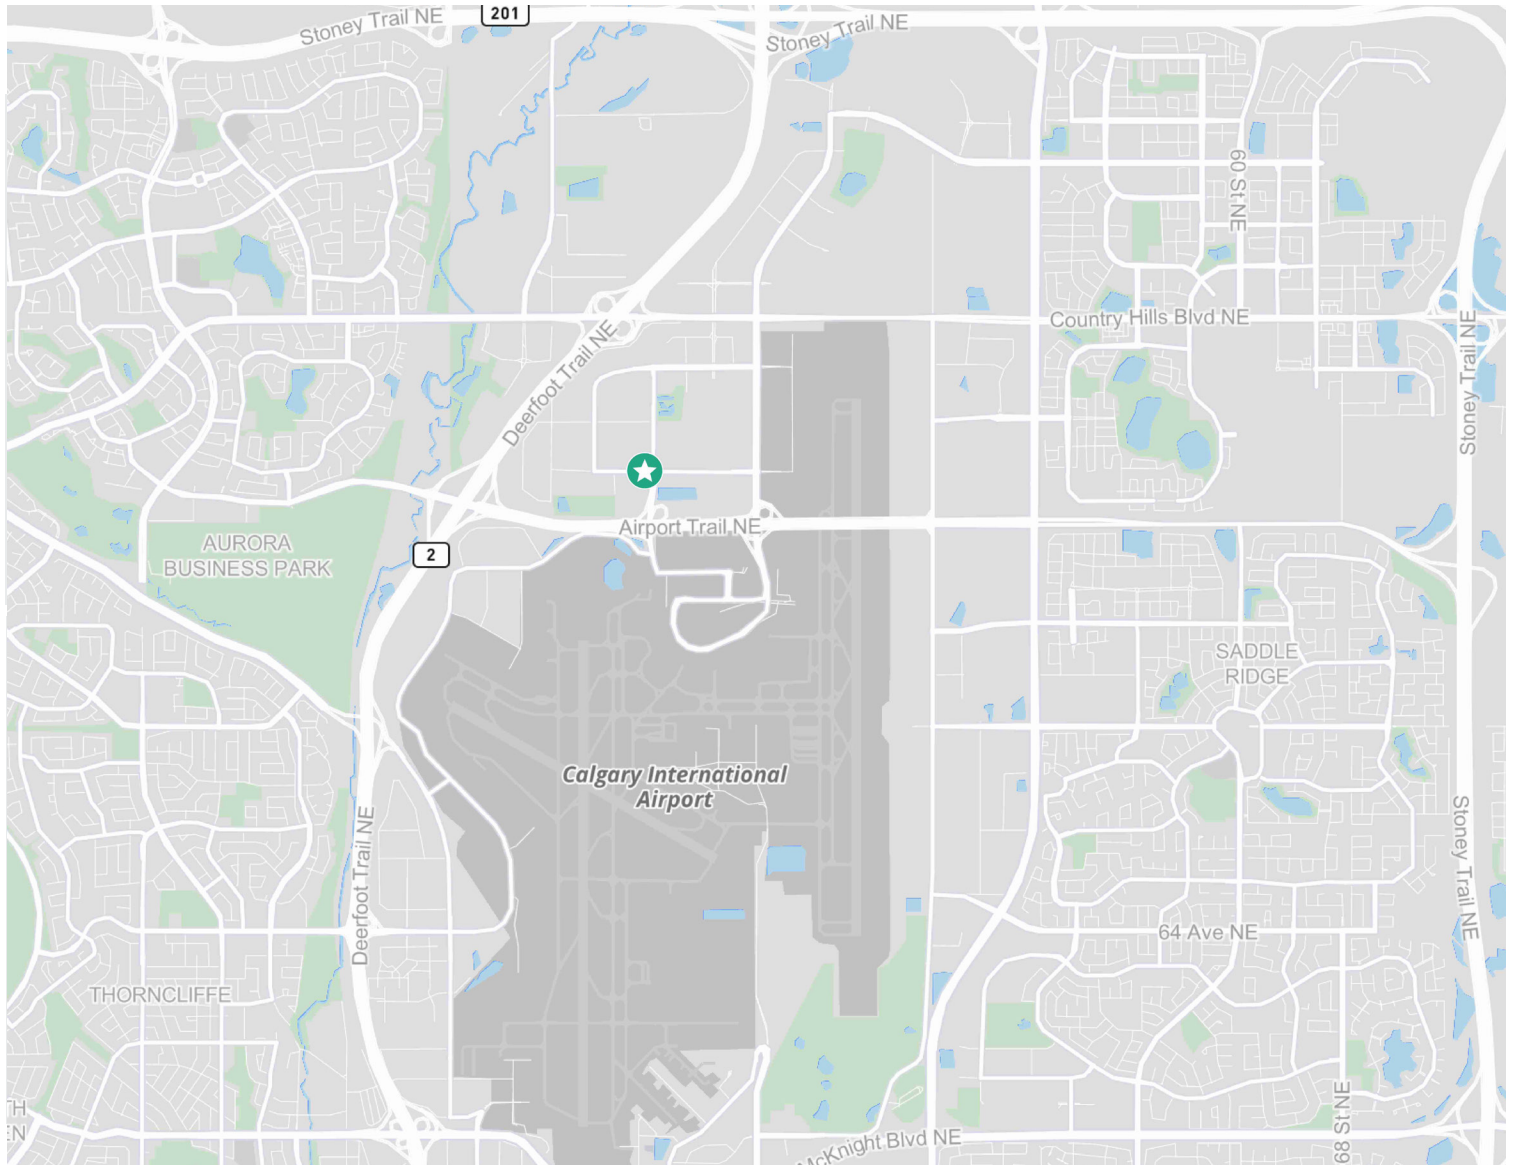 201
Stoney Trail NE
Stoney Trail NE
60 St NE
Country Hills Blvd NE
Deerfoot Trail NE
Stoney Trail NE
Airport Trail NE
AURORA
BUSINESS PARK
2
SADDLE
RIDGE
Calgary International
Airport
Deerfoot Trail NE
Stoney Trail NE
64 Ave NE
THORNCLIFFE
68 St NE
TH
EN
McKnight Blvd NE